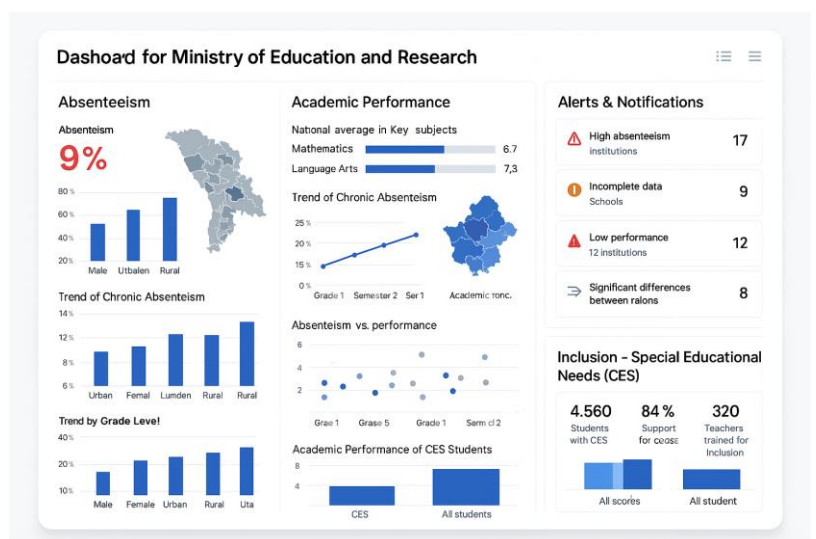 Dashoard for Ministry of Education and Research
Absenteeism
Absenteism
9%
80%
60%
40%
20%
Male Utbalen Rural
Trend of Chronic Absenteism
14%
12%
8%
6%
Urban Femal Lumden Rural Rural
Trend by Grade Leve!
40%
20%
10%
Male Female Urban Rural Uta
Academic Performance
National average in Key subjects
Mathematics 6.7
Language Arts 7,3
Trend of Chronic Absenteism
25%
20%
15%
0%
Grade 1 Semester 2 Ser 1
Academic ronc.
Absenteism vs. performance
6
4
2
Grae 1 Grase 5 Grade 1 Serm cl 2
Academic Performance of CES Students
8
4
CES All students
Alerts & Notifications
High absenteeism
institutions
17
Incomplete data
Schools
9
Low performance
12 institutions
12
Significant differences
between raions
8
Inclusion - Special Educational
Needs (CES)
4.560 84% 320
Students
with CES
Support
for cease
Teachers
trained for
Inclusion
All scores All student